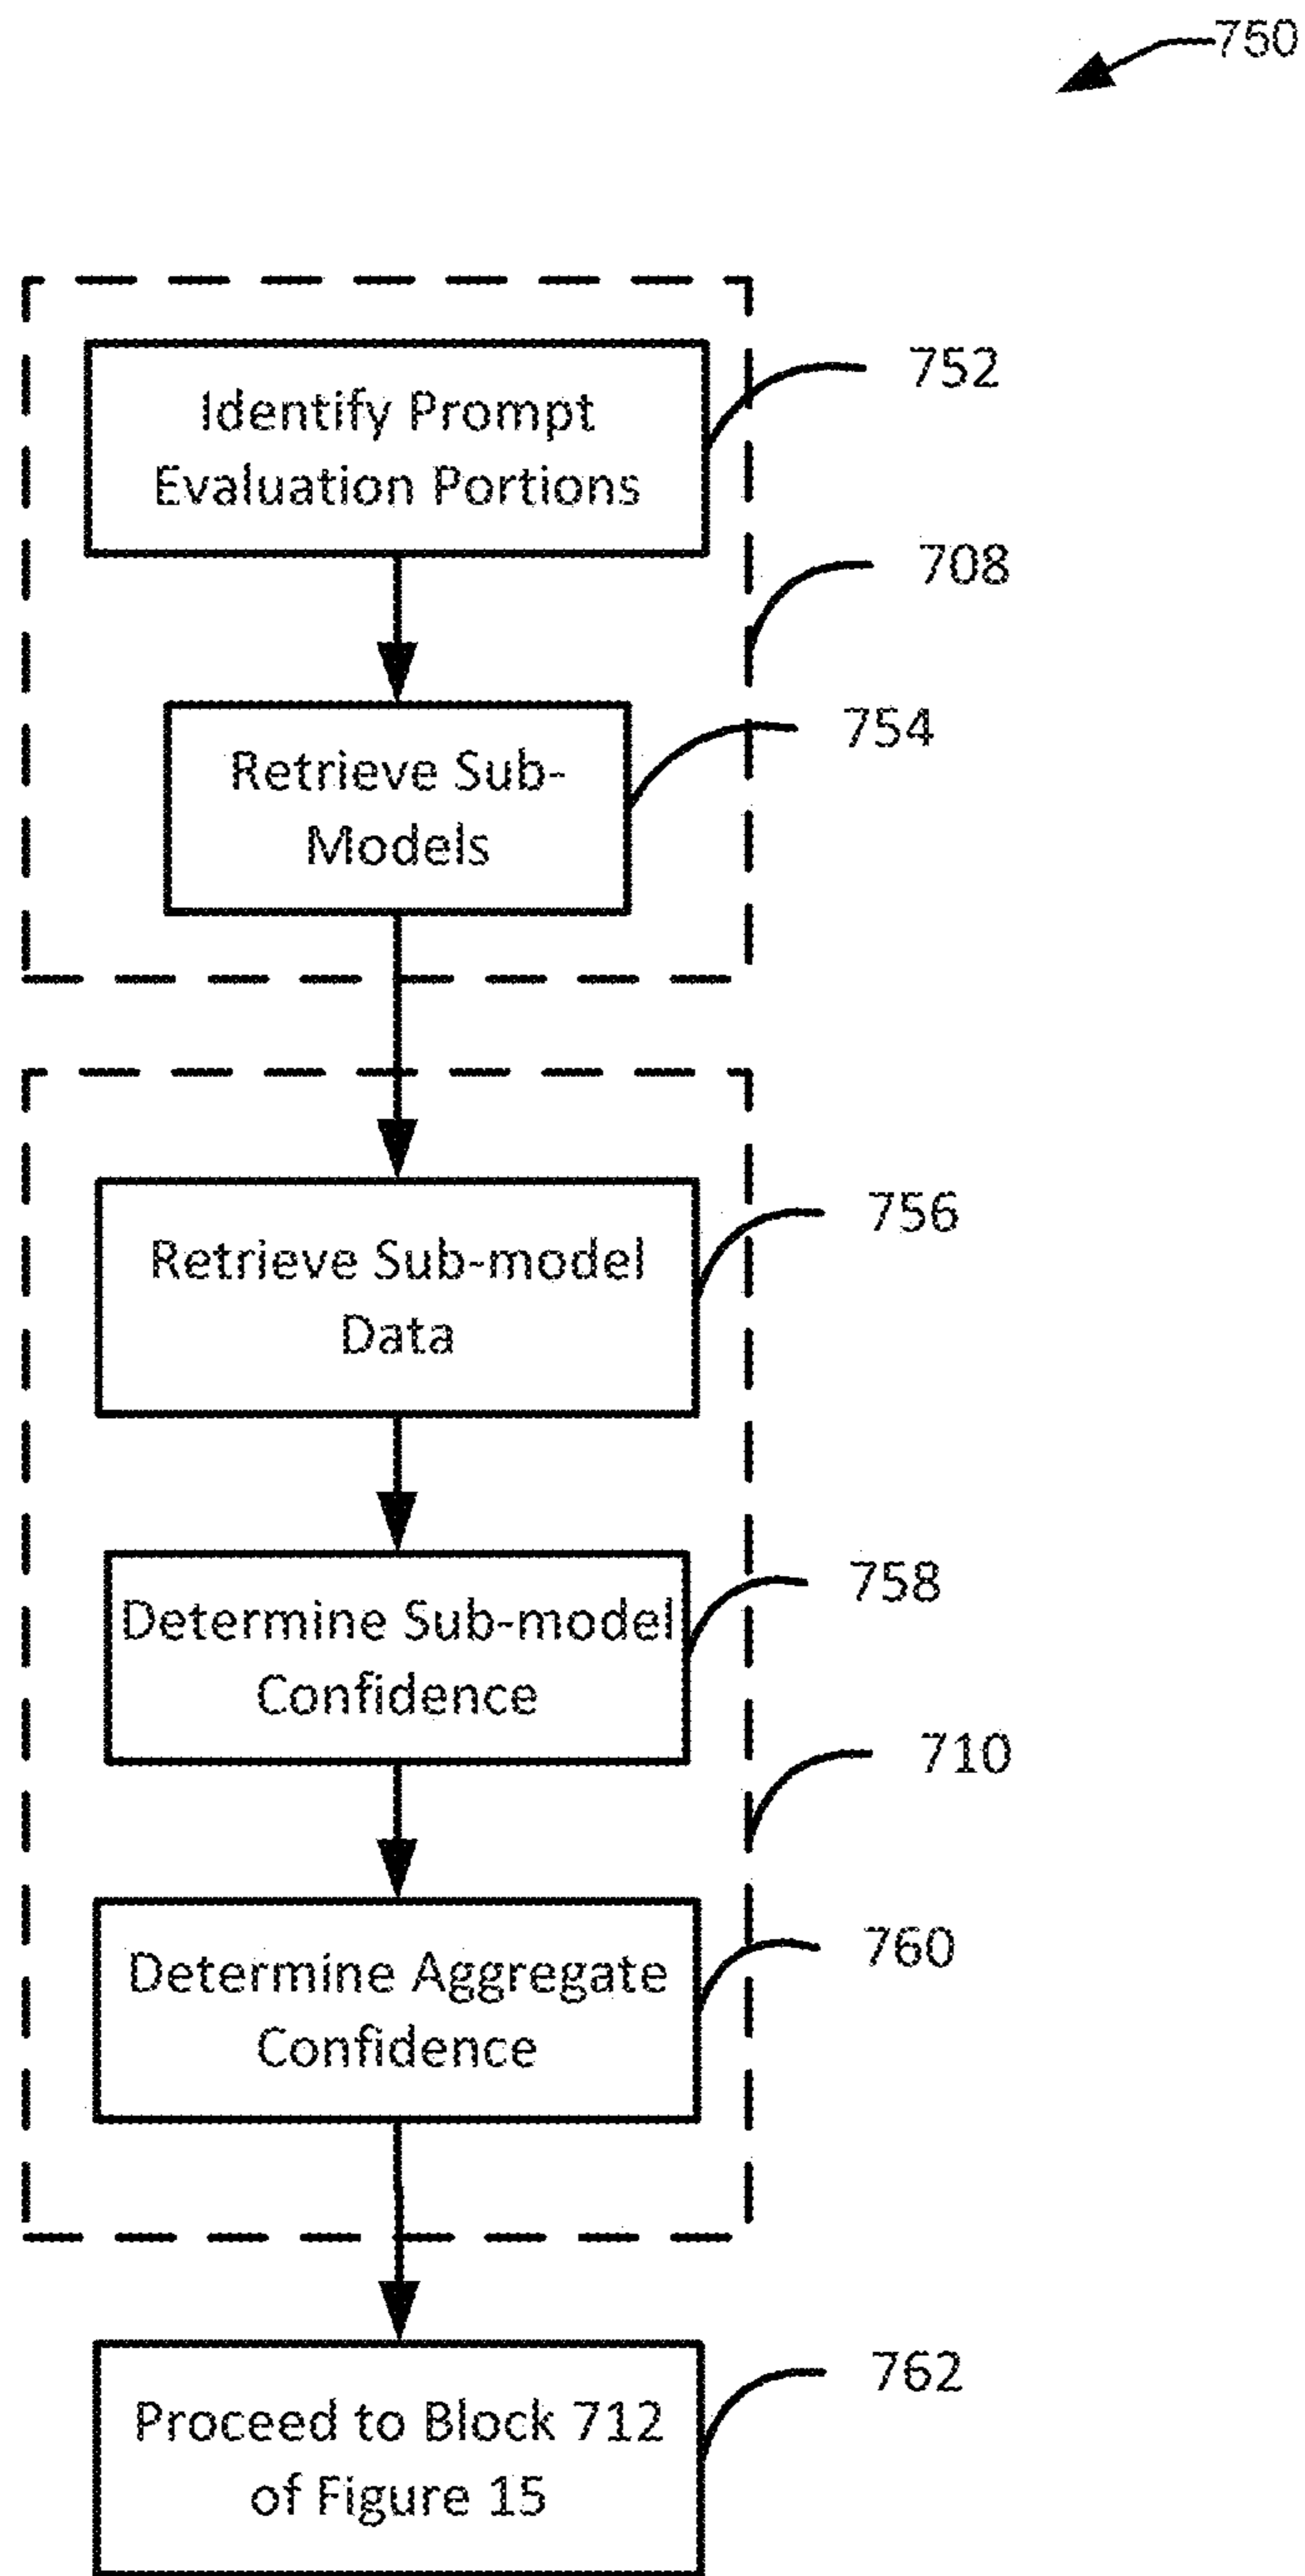 750
Identify Prompt
Evaluation Portions
752
708
Retrieve Sub-
Models
754
Retrieve Sub-model
Data
756
Determine Sub-model
Confidence
758
710
Determine Aggregate
Confidence
760
Proceed to Block 712
of Figure 15
762